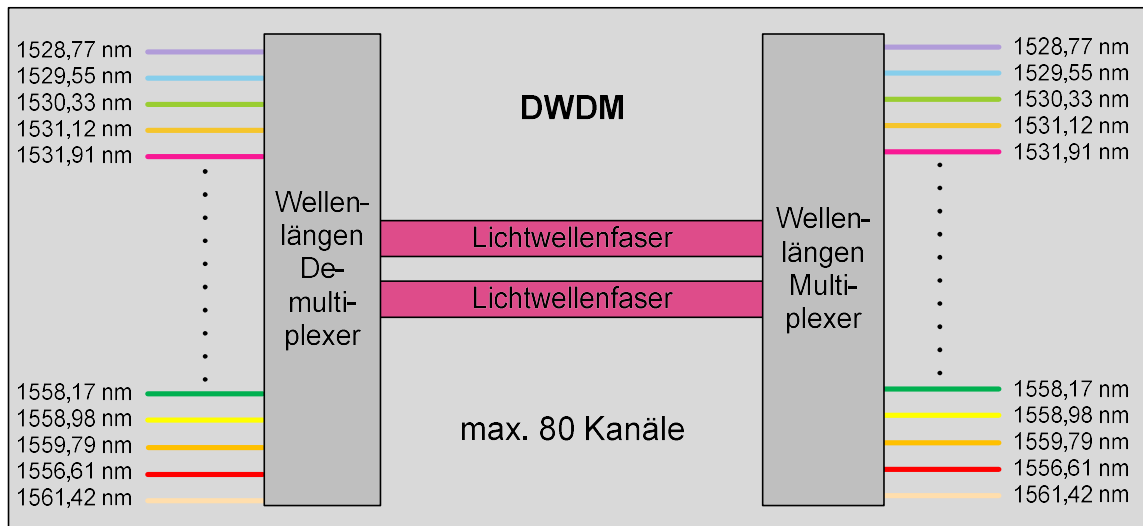 1528,77 nm
1529,55 nm
1530,33 nm
1531,12 nm
1531,91 nm
1558,17 nm
1558,98 nm
1559,79 nm
1556,61 nm
1561,42 nm
Wellen-
längen
De-
multi-
plexer
DWDM
Lichtwellenfaser
Lichtwellenfaser
max. 80 Kanäle
Wellen-
längen
Multi-
plexer
1528,77 nm
1529,55 nm
1530,33 nm
1531,12 nm
1531,91 nm
1558,17 nm
1558,98 nm
1559,79 nm
1556,61 nm
1561,42 nm